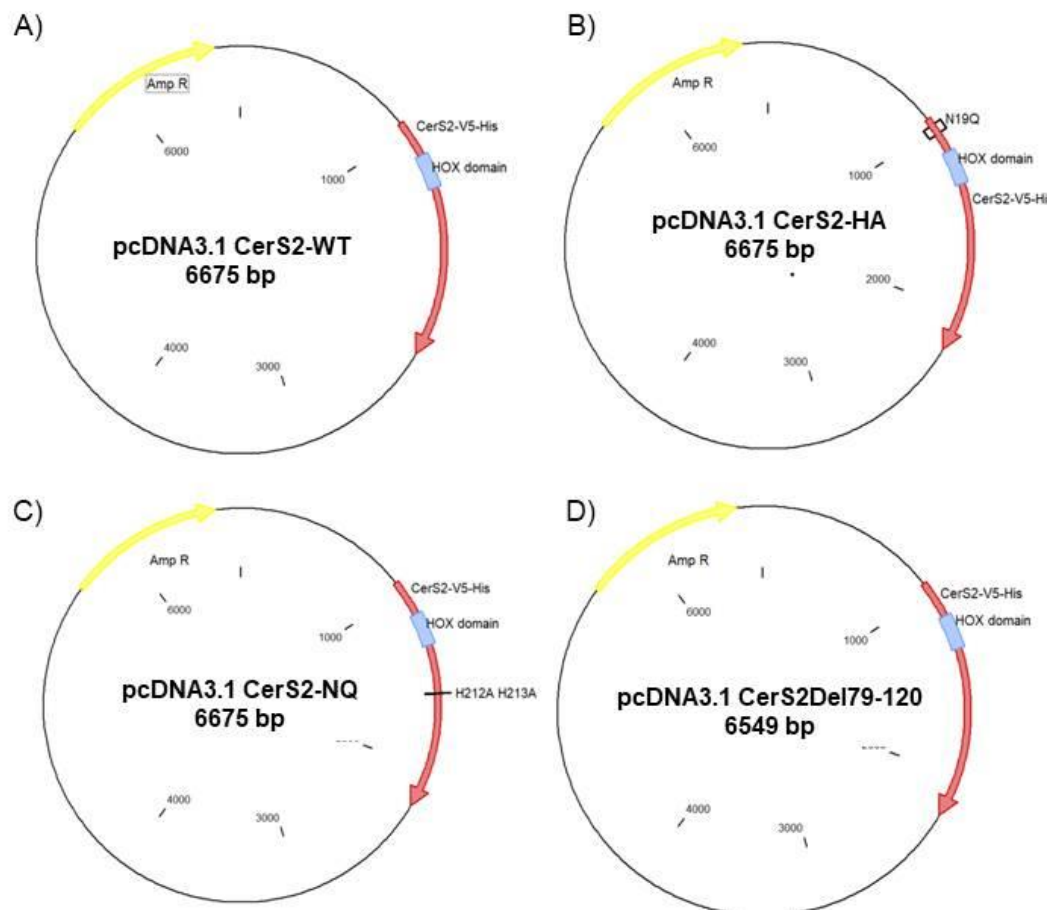 A)
Amp R
I
6000
1000
CerS2-V5-His
HOX domain
pcDNA3.1 CerS2-WT
6675 bp
4000
3000
B)
Amp R
I
6000
1000
N19Q
HOX domain
CerS2-V5-Hi
pcDNA3.1 CerS2-HA
6675 bp
2000
4000
3000
C)
Amp R
I
6000
1000
CerS2-V5-His
HOX domain
pcDNA3.1 CerS2-NQ
6675 bp
H212A H213A
4000
3000
D)
Amp R
I
6000
1000
CerS2-V5-His
HOX domain
pcDNA3.1 CerS2Del79-120
6549 bp
4000
3000